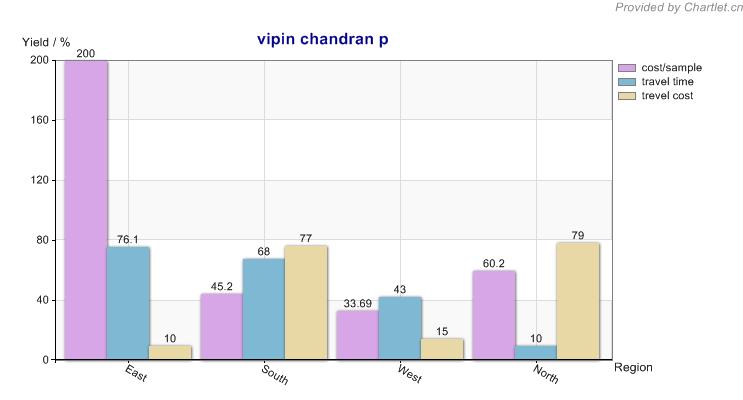 Provided by Chartlet.cn
vipin chandran p
Yield / %
200
160
120
80
40
0
200
76.1
10
45.2
68
77
33.69
43
15
60.2
10
79
East
South
West
North
Region
cost/sample
travel time
trevel cost